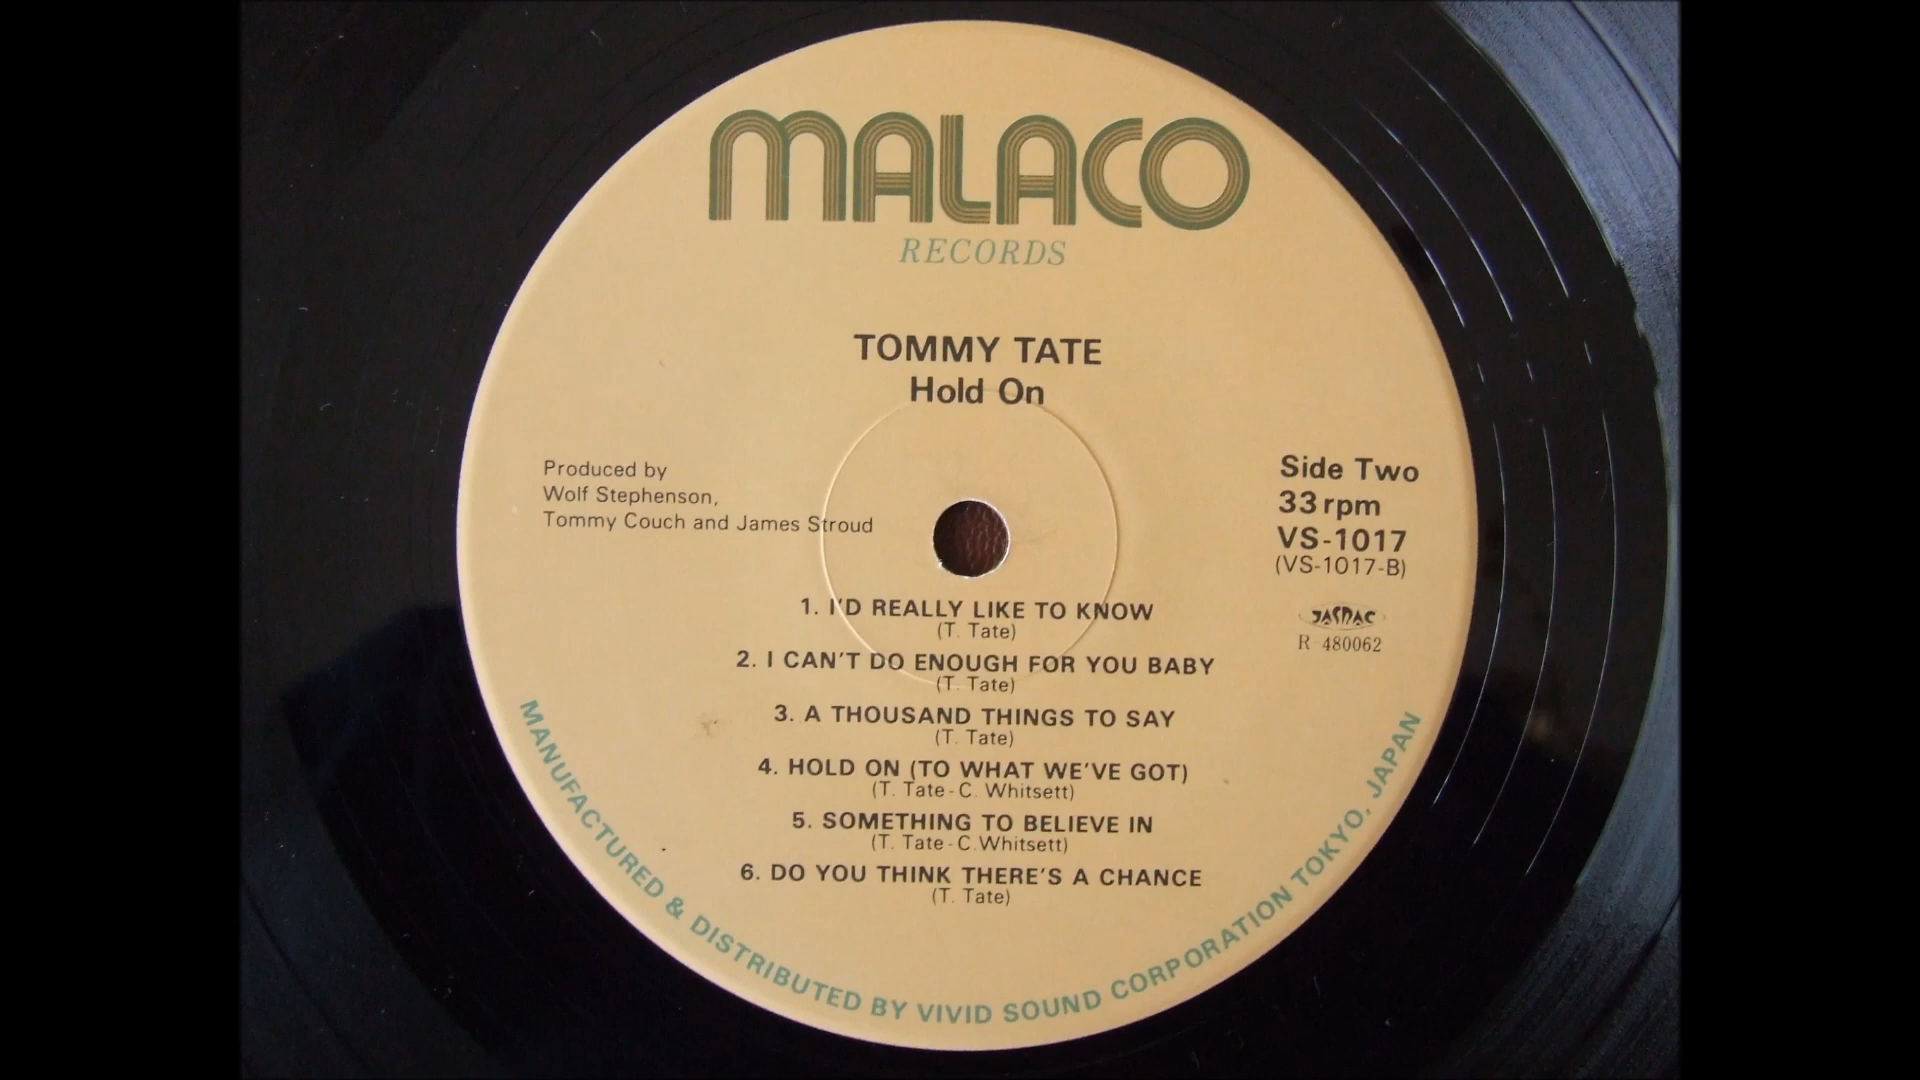 MALACO
RECORDS
TOMMY TATE
Hold On
Produced by
Wolf Stephenson,
Tommy Couch and James Stroud
Side Two
33 rpm
VS-1017
(VS-1017-B)
JASRAC
R 480062
1. I'D REALLY LIKE TO KNOW
(T. Tate)
2. I CAN'T DO ENOUGH FOR YOU BABY
(T. Tate)
3. A THOUSAND THINGS TO SAY
(T. Tate)
4. HOLD ON (TO WHAT WE'VE GOT)
(T. Tate - C. Whitsett)
5. SOMETHING TO BELIEVE IN
(T. Tate - C. Whitsett)
6. DO YOU THINK THERE'S A CHANCE
(T. Tate)
MANUFACTURED & DISTRIBUTED BY VIVID SOUND CORPORATION TOKYO, JAPAN